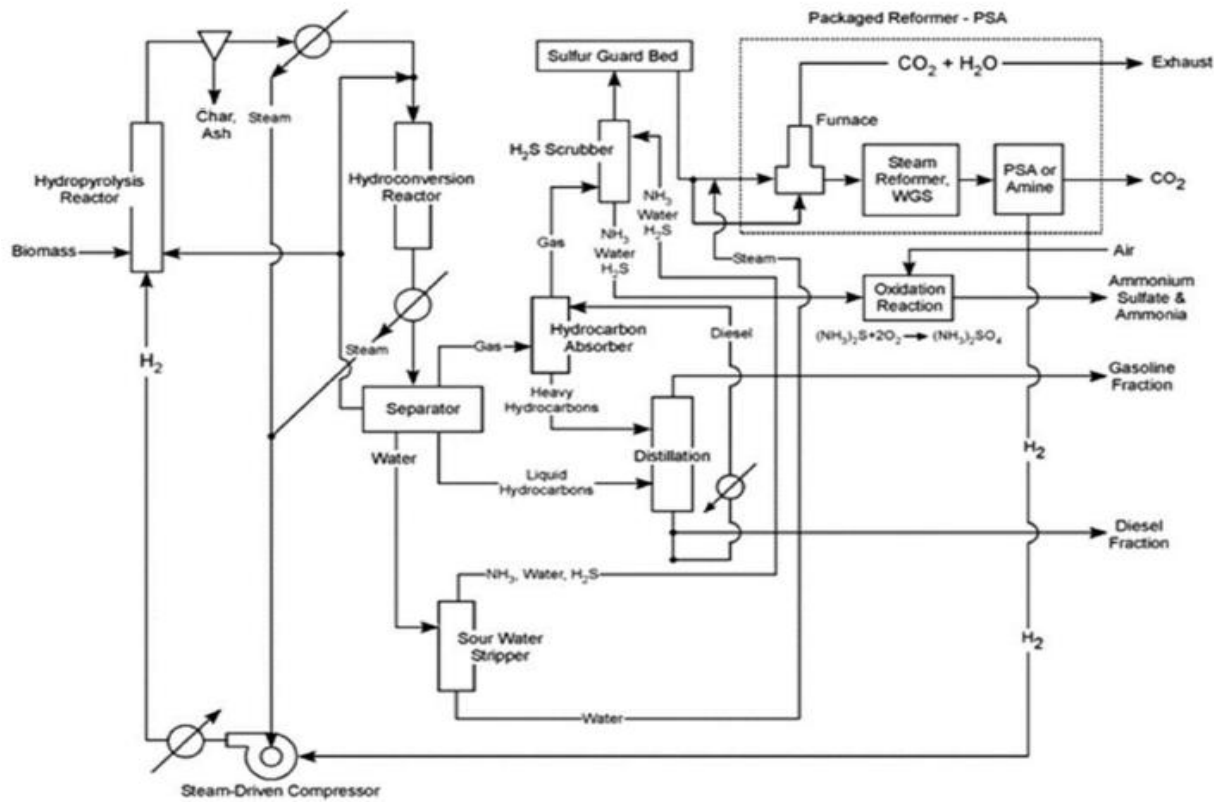 Packaged Reformer - PSA
Sulfur Guard Bed
CO₂ + H₂O
Exhaust
Char,
Ash
Steam
Furnace
H₂S Scrubber
Hydropyrolysis
Reactor
Hydroconversion
Reactor
Steam
Reformer,
WGS
PSA or
Amine
CO₂
NH₃
Water
H₂S
Gas
NH₃
Water
H₂S
Biomass
Steam
Air
Oxidation
Reaction
Ammonium
Sulfate &
Ammonia
(NH₃)₂S+2O₂ → (NH₃)₂SO₄
Hydrocarbon
Absorber
Diesel
H₂
Steam
Gas
Heavy
Hydrocarbons
Gasoline
Fraction
Separator
Water
Distillation
H₂
Liquid
Hydrocarbons
Diesel
Fraction
NH₃, Water, H₂S
Sour Water
Stripper
H₂
Water
Steam-Driven Compressor